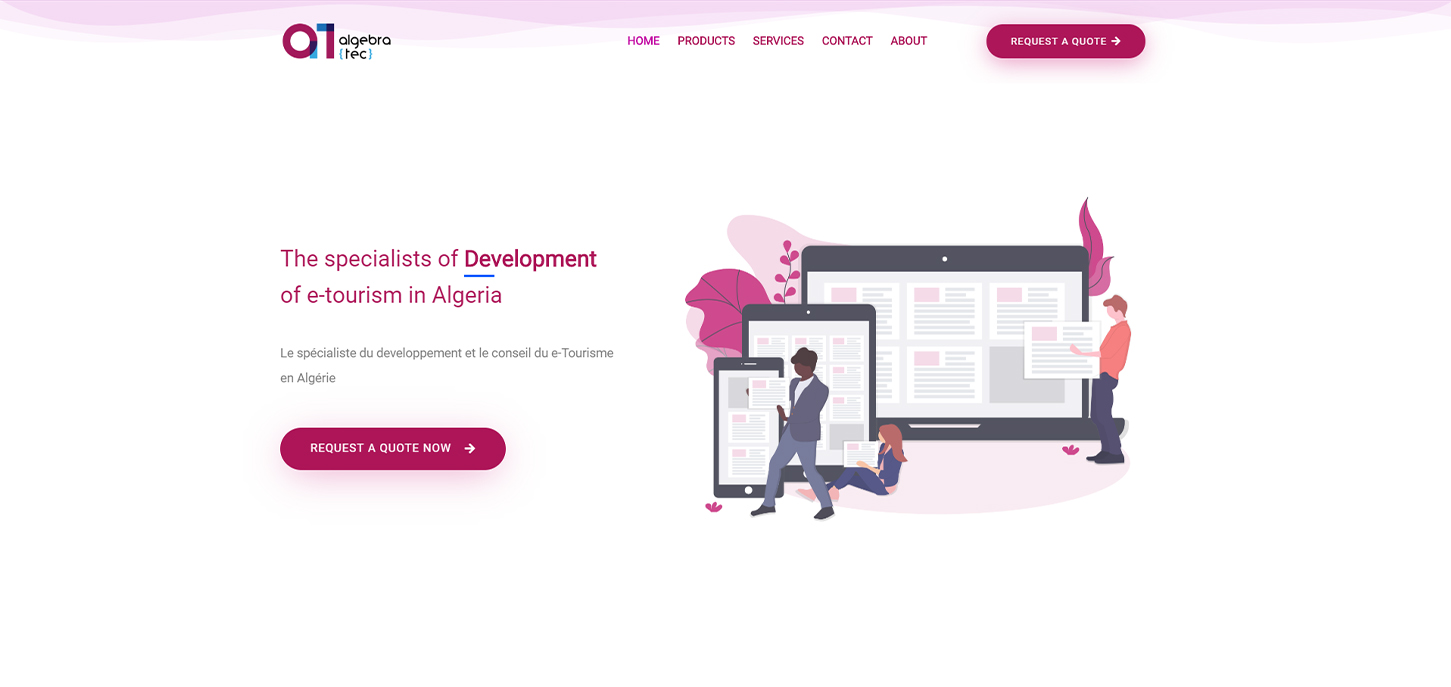 algebra
{tec}
HOME PRODUCTS SERVICES CONTACT ABOUT
REQUEST A QUOTE
The specialists of Development
of e-tourism in Algeria
Le spécialiste du developpement et le conseil du e-Tourisme
en Algérie
REQUEST A QUOTE NOW